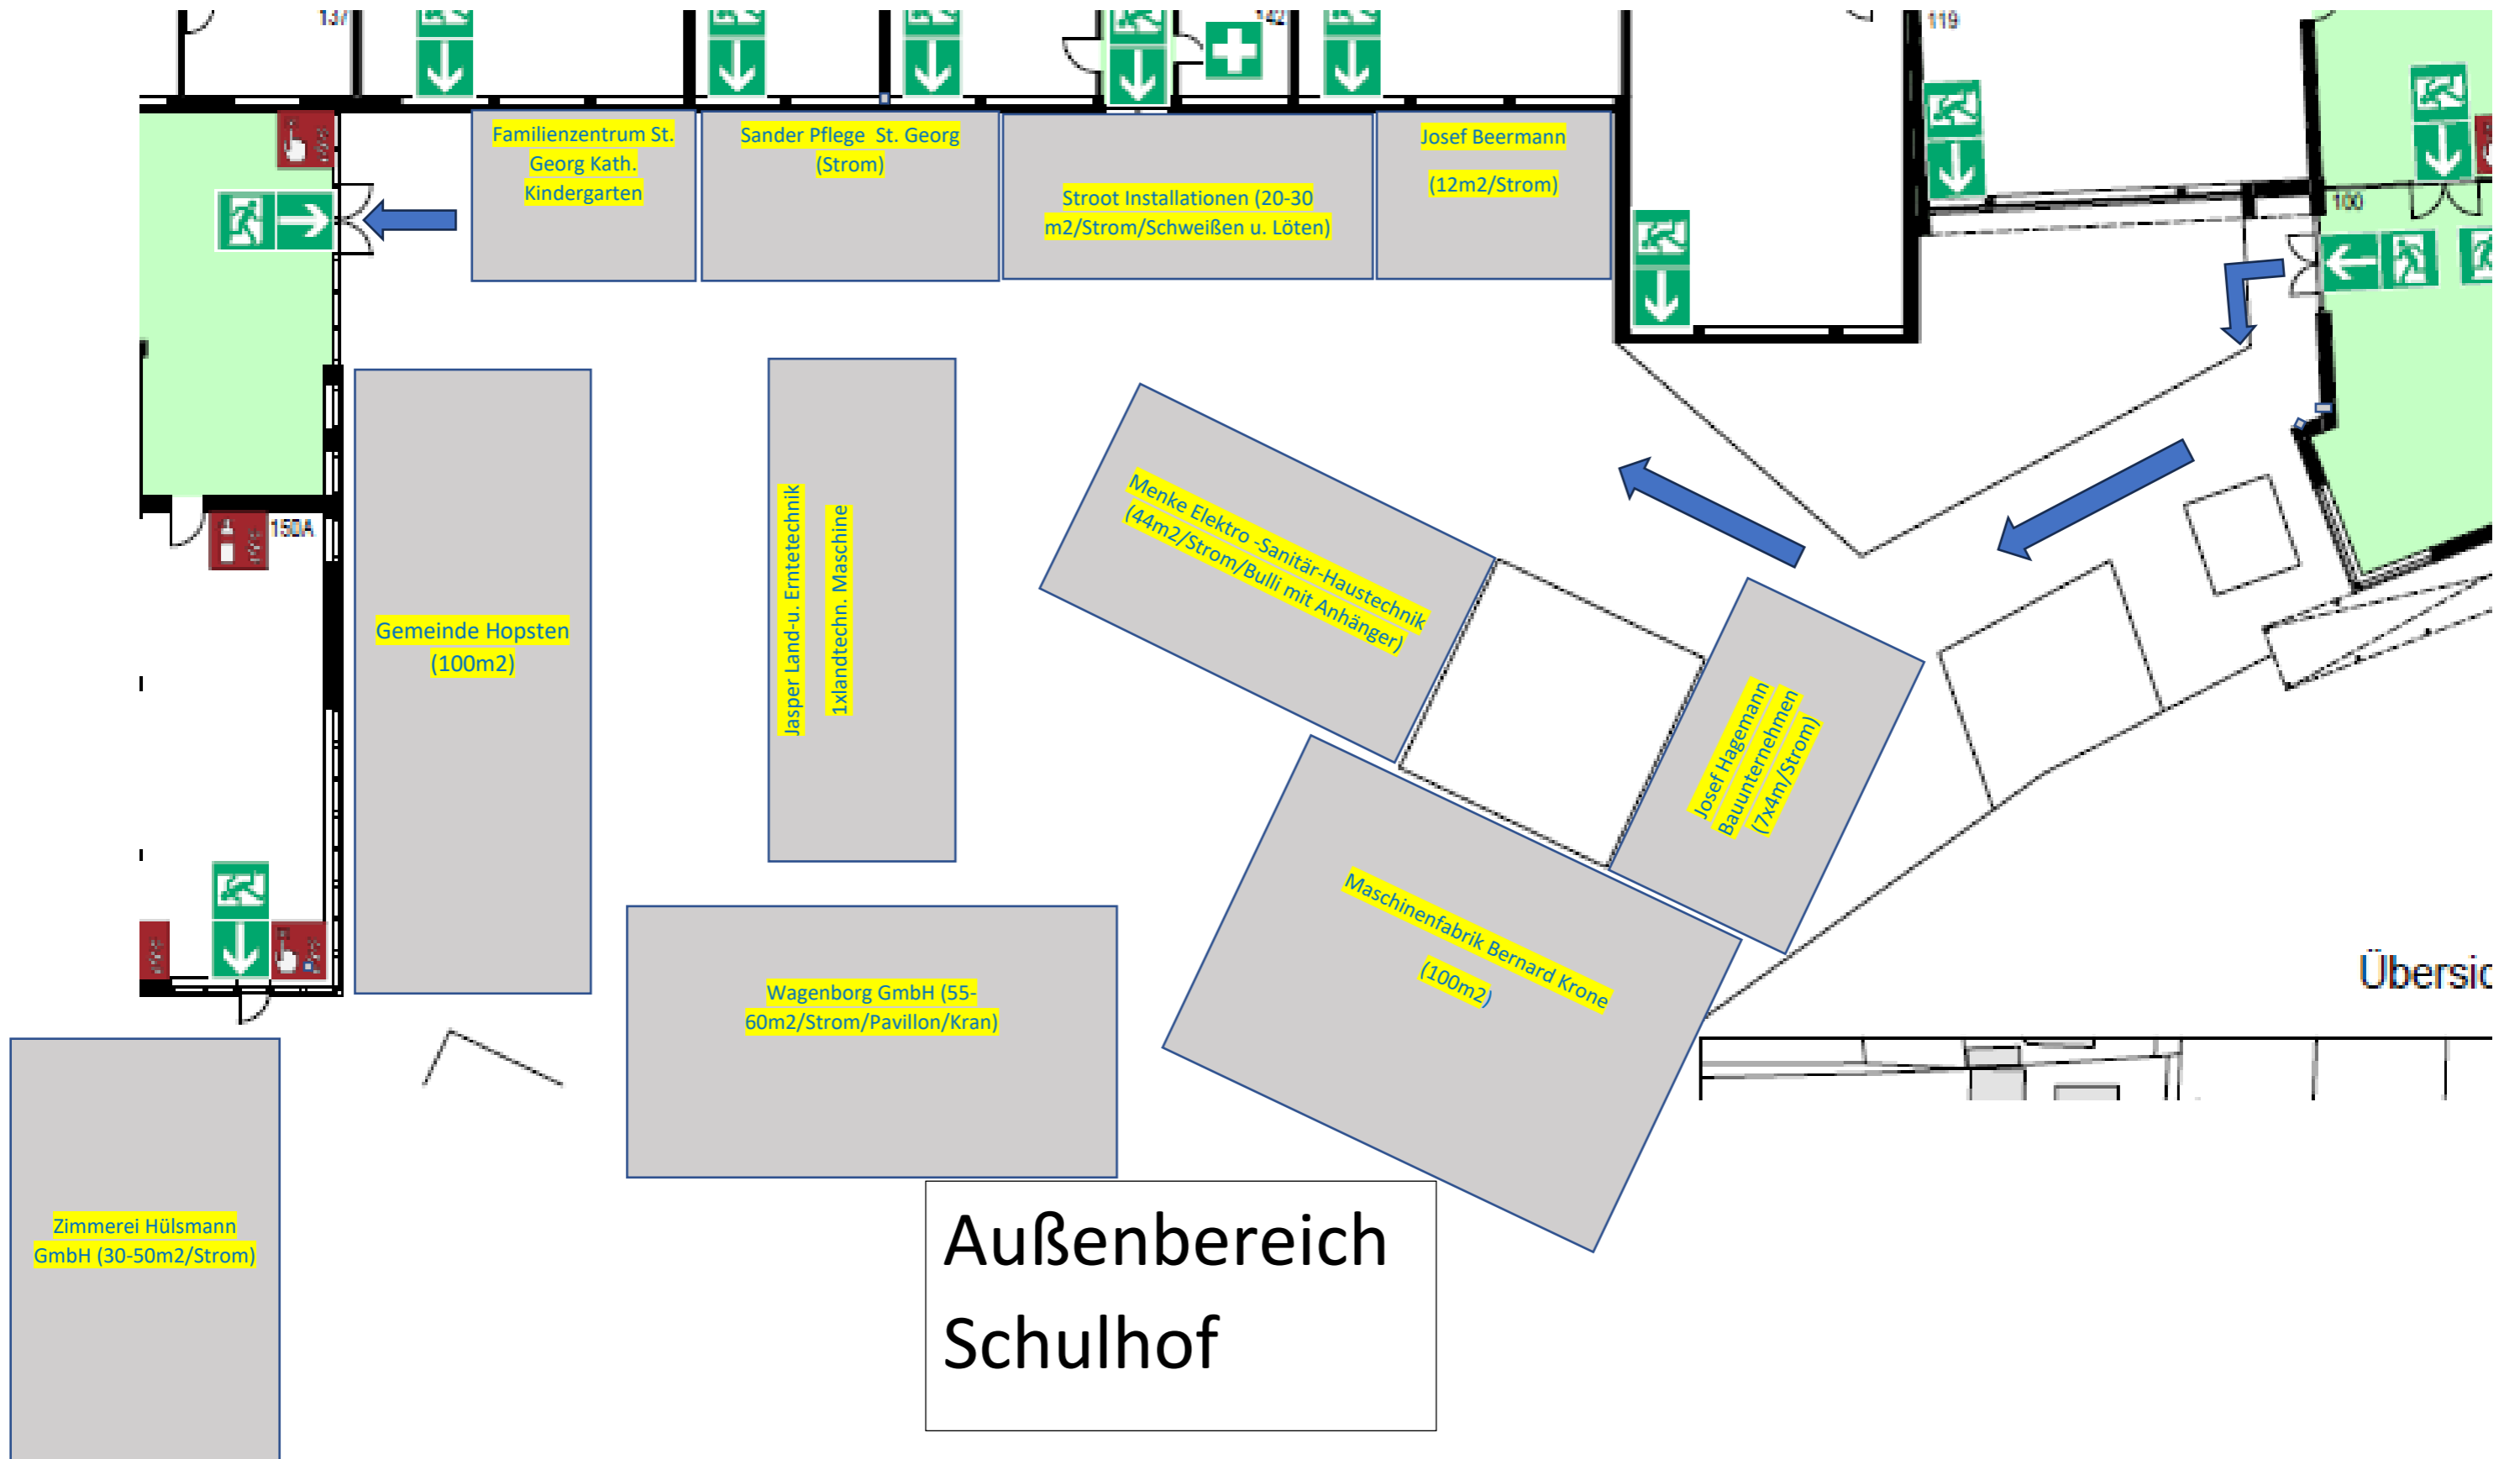 137
142
119
Familienzentrum St.
Georg Kath.
Kindergarten
Sander Pflege  St. Georg
(Strom)
Stroot Installationen (20-30
m2/Strom/Schweißen u. Löten)
Josef Beermann
(12m2/Strom)
100
150A
Gemeinde Hopsten
(100m2)
Jasper Land-u. Erntetechnik
1xlandtechn. Maschine
Menke Elektro -Sanitär-Haustechnik
(44m2/Strom/Bulli mit Anhänger)
Josef Hagemann
Bauunternehmen
(7x4m/Strom)
Maschinenfabrik Bernard Krone
(100m2)
Wagenborg GmbH (55-
60m2/Strom/Pavillon/Kran)
Übersic
Zimmerei Hülsmann
GmbH (30-50m2/Strom)
Außenbereich
Schulhof